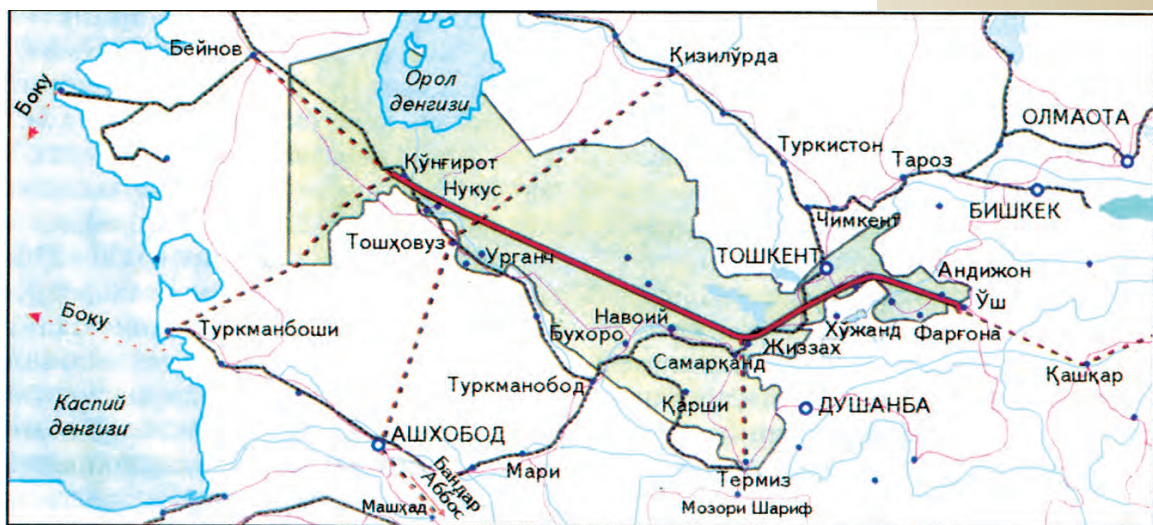 Бейнов
Орол
денгизи
Қизилўрда
Боку
ОЛМАОТА
Туркистон
Тароз
Қўнғирот
Нукус
Чимкент
БИШКЕК
Тошҳовуз
Урганч
ТОШКЕНТ
Андижон
Ўш
Боку
Туркманбоши
Навоий
Бухоро
Хўжанд
Фарғона
Жиззах
Самарқанд
Қашқар
Туркманобод
Қарши
ДУШАНБА
Каспий
денгизи
АШХОБОД
Мари
Бандар
Аббос
Термиз
Машҳад
Мозори Шариф